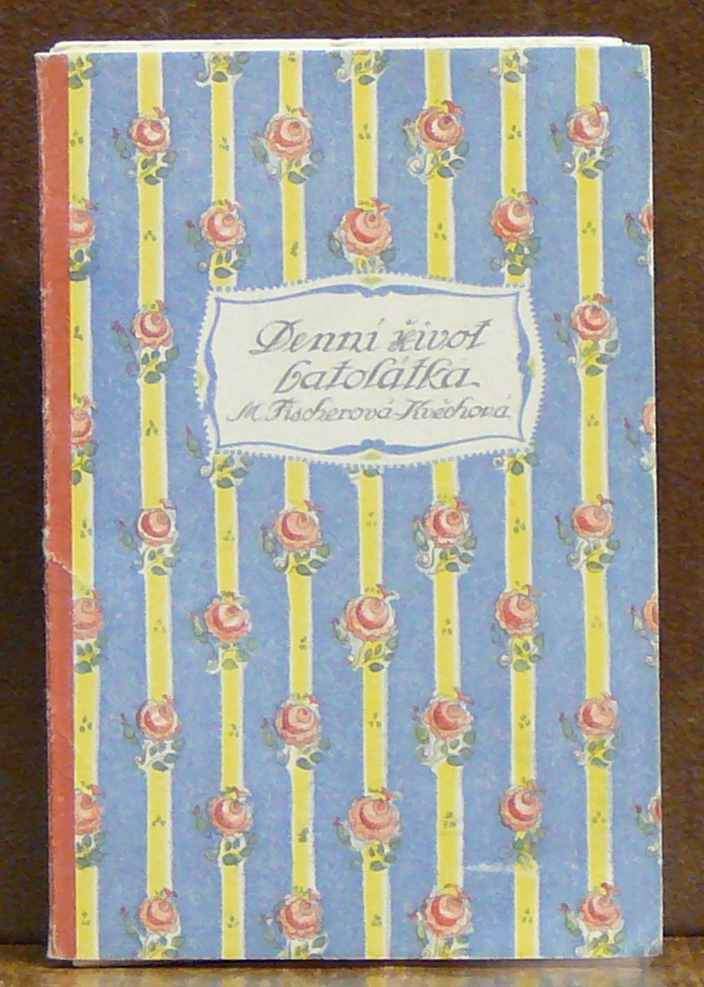 Denní život
batolátka
M. Fischerová-Kvěchová